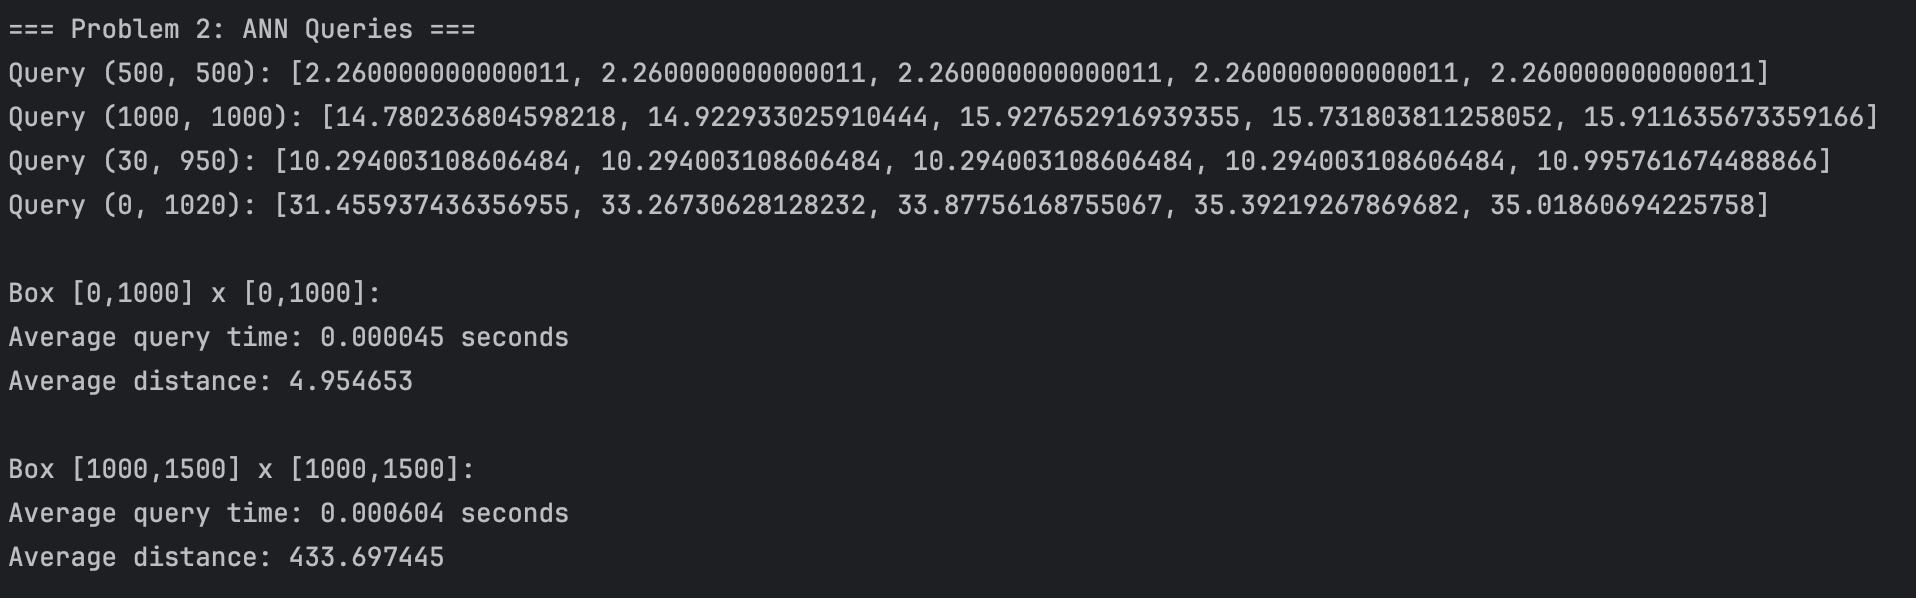 === Problem 2: ANN Queries ===
Query (500, 500): [2.260000000000011, 2.260000000000011, 2.260000000000011, 2.260000000000011, 2.260000000000011]
Query (1000, 1000): [14.780236804598218, 14.922933025910444, 15.927652916939355, 15.731803811258052, 15.911635673359166]
Query (30, 950): [10.294003108606484, 10.294003108606484, 10.294003108606484, 10.294003108606484, 10.995761674488866]
Query (0, 1020): [31.455937436356955, 33.26730628128232, 33.87756168755067, 35.39219267869682, 35.01860694225758]
Box [0,1000] x [0,1000]:
Average query time: 0.000045 seconds
Average distance: 4.954653
Box [1000,1500] x [1000,1500]:
Average query time: 0.000604 seconds
Average distance: 433.697445